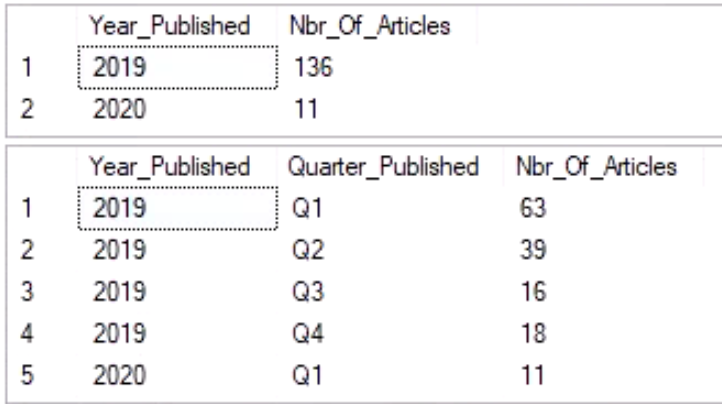 Year_Published Nbr_Of_Articles
1 2019 136
2 2020 11
Year_Published Quarter_Published Nbr_Of_Articles
1 2019 Q1 63
2 2019 Q2 39
3 2019 Q3 16
4 2019 Q4 18
5 2020 Q1 11